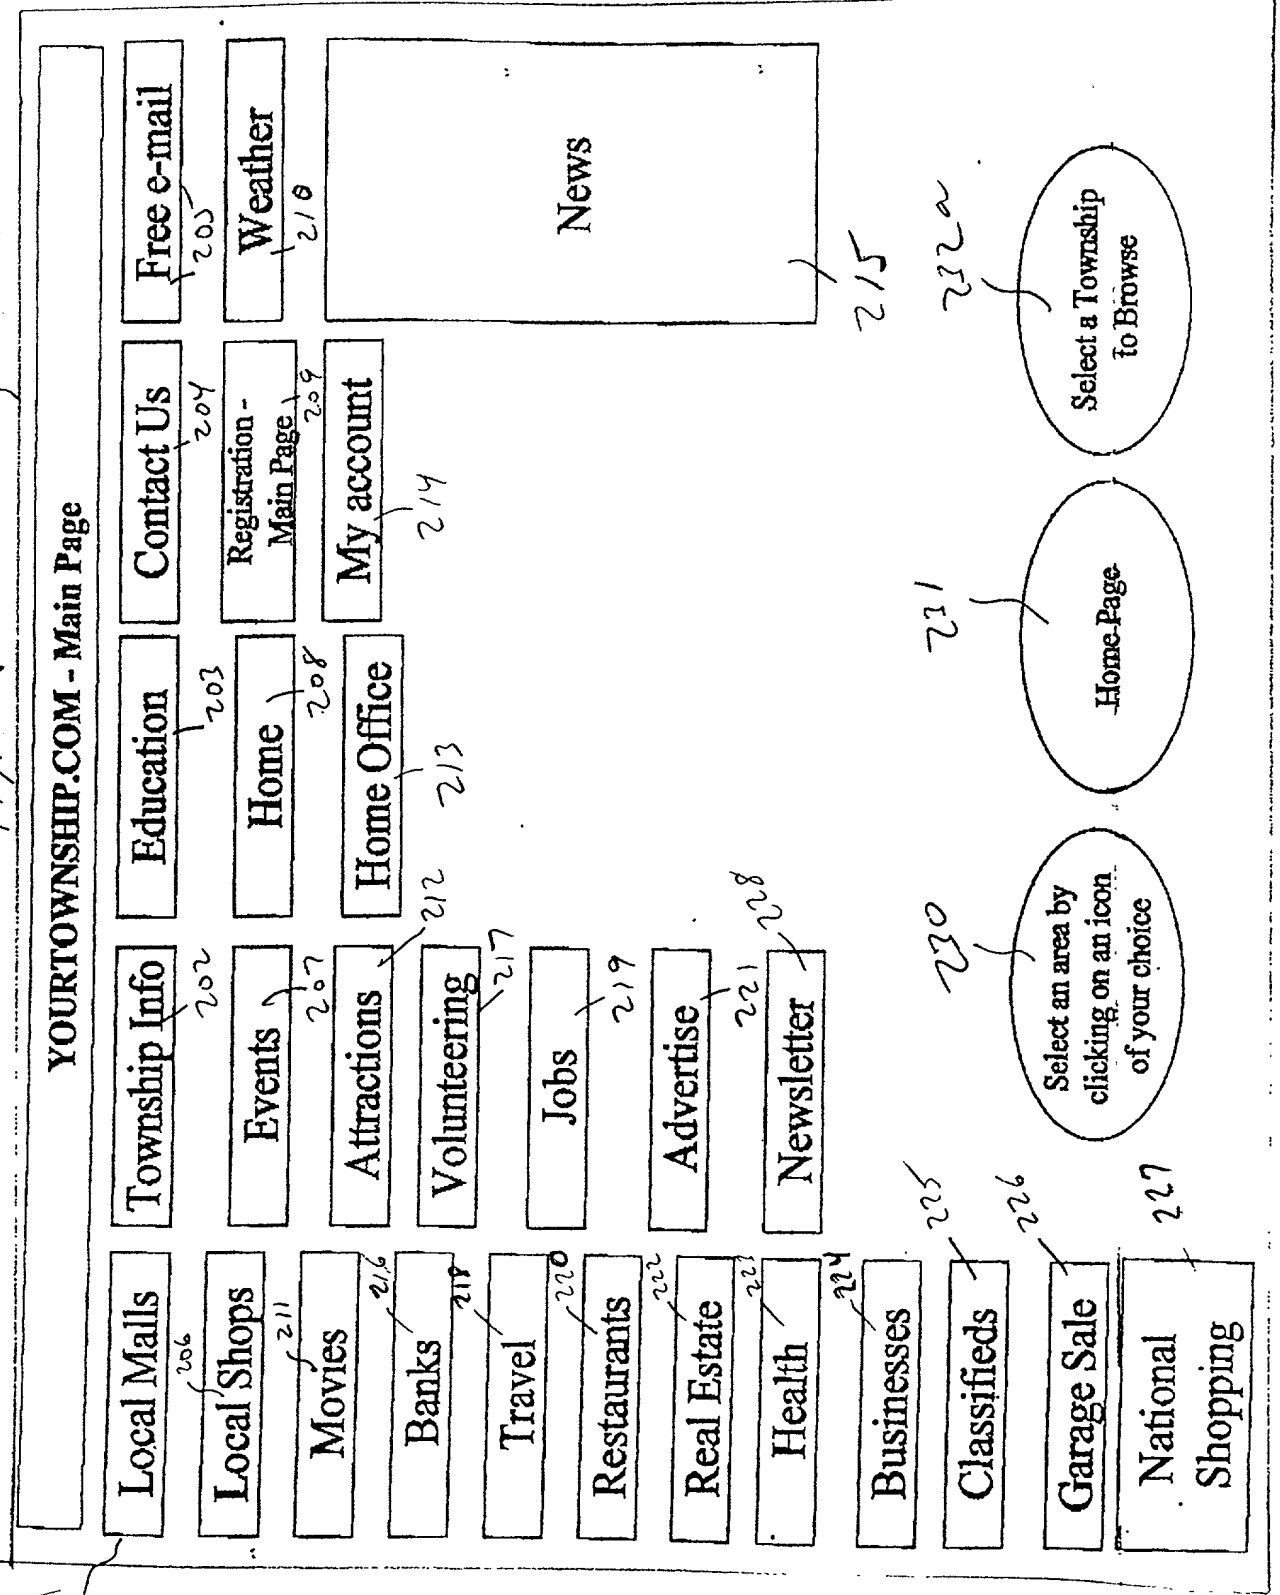 YOURTOWNSHIP.COM - Main Page
Local Malls
Township Info
202
Education
203
Contact Us
204
Free e-mail
205
206
Local Shops
Events
207
Home
208
Registration -
Main Page
209
Weather
210
211
Movies
Attractions
212
Home Office
213
My account
214
News
215
216
Banks
Volunteering
217
218
Travel
Jobs
219
220
Restaurants
Advertise
221
222
Real Estate
Newsletter
228
223
Health
224
Businesses
225
Classifieds
226
Garage Sale
227
National
Shopping
230
Select an area by
clicking on an icon
of your choice
231
Home Page
232a
Select a Township
to Browse